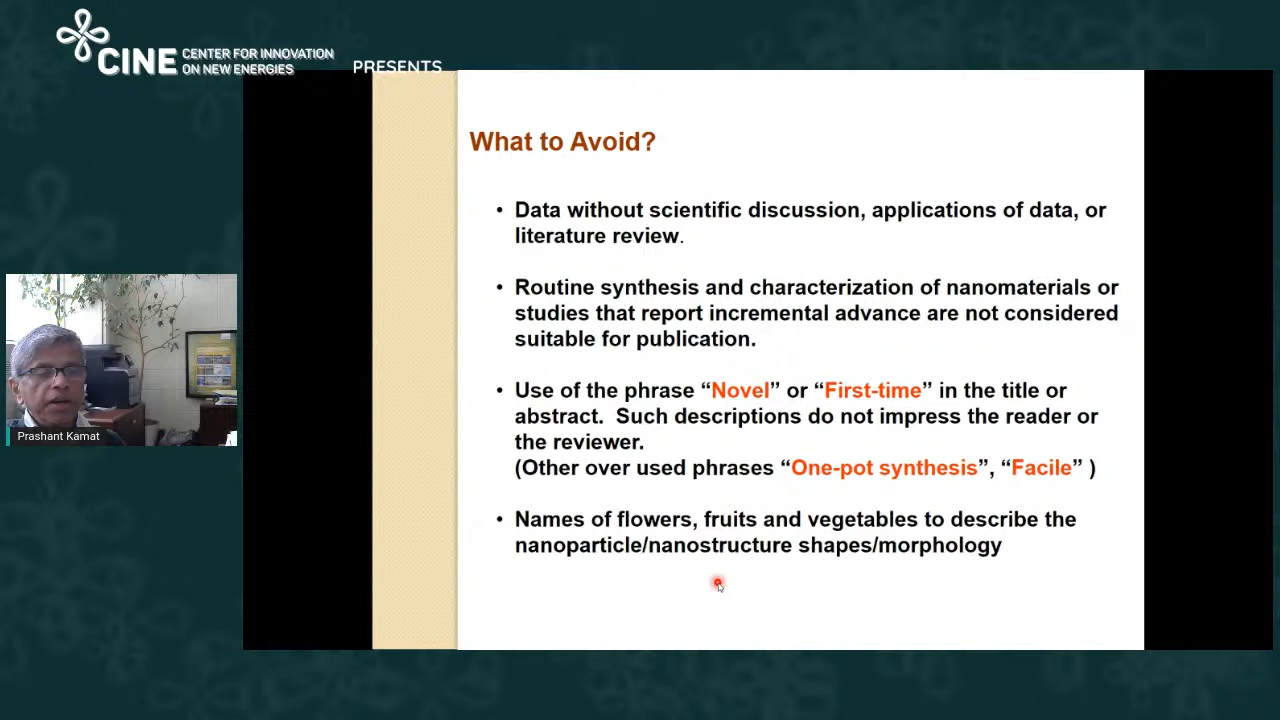 CINE CENTER FOR INNOVATION
ON NEW ENERGIES
PRESENTS
What to Avoid?
• Data without scientific discussion, applications of data, or
literature review.
• Routine synthesis and characterization of nanomaterials or
studies that report incremental advance are not considered
suitable for publication.
• Use of the phrase “Novel” or “First-time” in the title or
abstract.  Such descriptions do not impress the reader or
the reviewer.
(Other over used phrases “One-pot synthesis”, “Facile” )
• Names of flowers, fruits and vegetables to describe the
nanoparticle/nanostructure shapes/morphology
Prashant Kamat